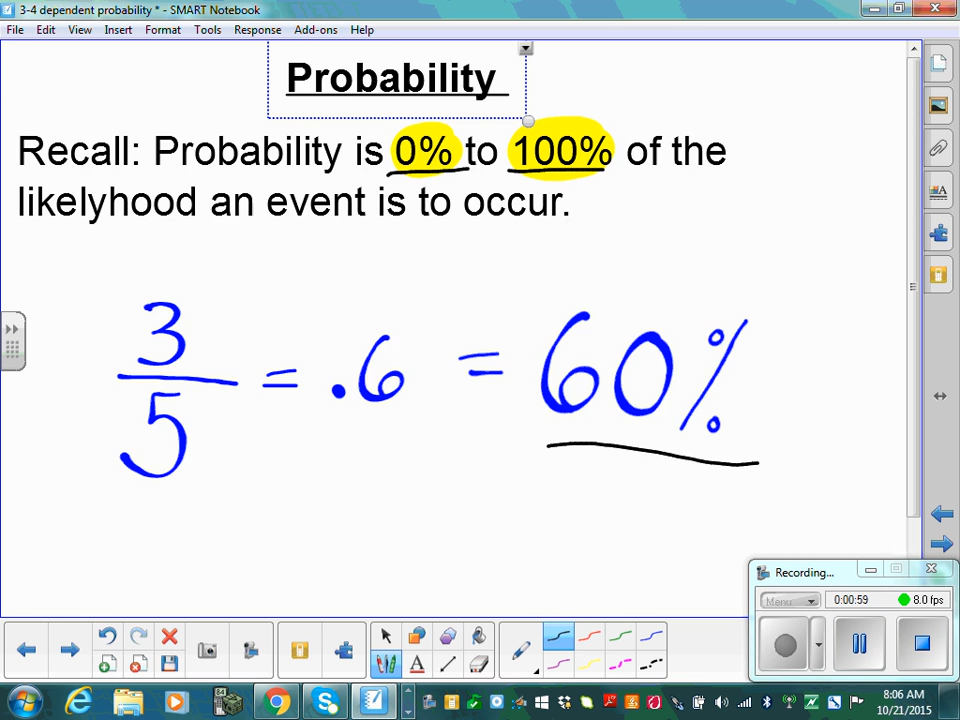 3-4 dependent probability * - SMART Notebook
File Edit View Insert Format Tools Response Add-ons Help
Probability
Recall: Probability is 0% to 100% of the
likelyhood an event is to occur.
3/5 = .6 = 60%
Recording...
Menu 0:00:59 8.0 fps
8:06 AM
10/21/2015